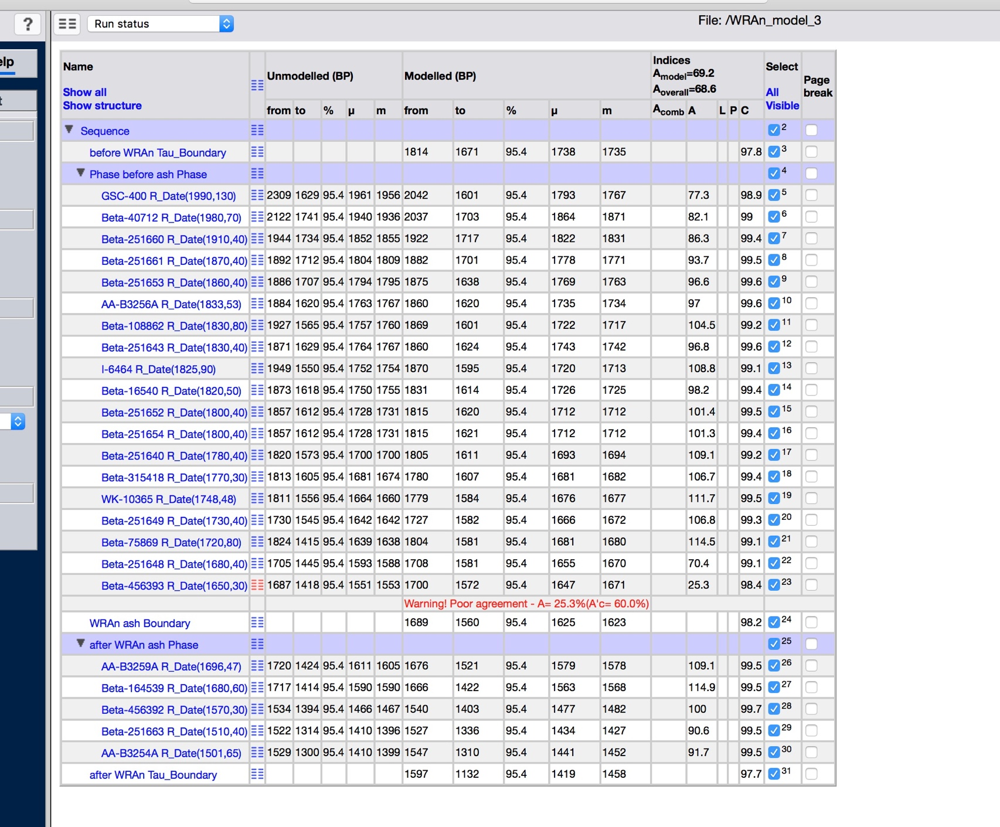 ?
Run status
File: /WRAn_model_3
elp
t
Name
Show all
Show structure
Unmodelled (BP)
Modelled (BP)
Indices
Amodel=69.2
Aoverall=68.6
Select
All
Visible
Page
break
from to % µ m from to % µ m Acomb A L P C
Sequence 2
before WRAn Tau_Boundary 1814 1671 95.4 1738 1735 97.8 3
Phase before ash Phase 4
GSC-400 R_Date(1990,130) 2309 1629 95.4 1961 1956 2042 1601 95.4 1793 1767 77.3 98.9 5
Beta-40712 R_Date(1980,70) 2122 1741 95.4 1940 1936 2037 1703 95.4 1864 1871 82.1 99 6
Beta-251660 R_Date(1910,40) 1944 1734 95.4 1852 1855 1922 1717 95.4 1822 1831 86.3 99.4 7
Beta-251661 R_Date(1870,40) 1892 1712 95.4 1804 1809 1882 1701 95.4 1778 1771 93.7 99.5 8
Beta-251653 R_Date(1860,40) 1886 1707 95.4 1794 1795 1875 1638 95.4 1769 1763 96.6 99.6 9
AA-B3256A R_Date(1833,53) 1884 1620 95.4 1763 1767 1860 1620 95.4 1735 1734 97 99.6 10
Beta-108862 R_Date(1830,80) 1927 1565 95.4 1757 1760 1869 1601 95.4 1722 1717 104.5 99.2 11
Beta-251643 R_Date(1830,40) 1871 1629 95.4 1764 1767 1860 1624 95.4 1743 1742 96.8 99.6 12
I-6464 R_Date(1825,90) 1949 1550 95.4 1752 1754 1870 1595 95.4 1720 1713 108.8 99.1 13
Beta-16540 R_Date(1820,50) 1873 1618 95.4 1750 1755 1831 1614 95.4 1726 1725 98.2 99.4 14
Beta-251652 R_Date(1800,40) 1857 1612 95.4 1728 1731 1815 1620 95.4 1712 1712 101.4 99.5 15
Beta-251654 R_Date(1800,40) 1857 1612 95.4 1728 1731 1815 1621 95.4 1712 1712 101.3 99.4 16
Beta-251640 R_Date(1780,40) 1820 1573 95.4 1700 1700 1805 1611 95.4 1693 1694 109.1 99.2 17
Beta-315418 R_Date(1770,30) 1813 1605 95.4 1681 1674 1780 1607 95.4 1681 1682 106.7 99.4 18
WK-10365 R_Date(1748,48) 1811 1556 95.4 1664 1660 1779 1584 95.4 1676 1677 111.7 99.5 19
Beta-251649 R_Date(1730,40) 1730 1545 95.4 1642 1642 1727 1582 95.4 1666 1672 106.8 99.3 20
Beta-75869 R_Date(1720,80) 1824 1415 95.4 1639 1638 1804 1581 95.4 1681 1680 114.5 99.1 21
Beta-251648 R_Date(1680,40) 1705 1445 95.4 1593 1588 1708 1581 95.4 1655 1670 70.4 99.1 22
Beta-456393 R_Date(1650,30) 1687 1418 95.4 1551 1553 1700 1572 95.4 1647 1671 25.3 98.4 23
Warning! Poor agreement - A= 25.3%(A'c= 60.0%)
WRAn ash Boundary 1689 1560 95.4 1625 1623 98.2 24
after WRAn ash Phase 25
AA-B3259A R_Date(1696,47) 1720 1424 95.4 1611 1605 1676 1521 95.4 1579 1578 109.1 99.5 26
Beta-164539 R_Date(1680,60) 1717 1414 95.4 1590 1590 1666 1422 95.4 1563 1568 114.9 99.5 27
Beta-456392 R_Date(1570,30) 1534 1394 95.4 1466 1467 1540 1403 95.4 1477 1482 100 99.7 28
Beta-251663 R_Date(1510,40) 1522 1314 95.4 1410 1396 1527 1336 95.4 1434 1427 90.6 99.5 29
AA-B3254A R_Date(1501,65) 1529 1300 95.4 1410 1399 1547 1310 95.4 1441 1452 91.7 99.5 30
after WRAn Tau_Boundary 1597 1132 95.4 1419 1458 97.7 31